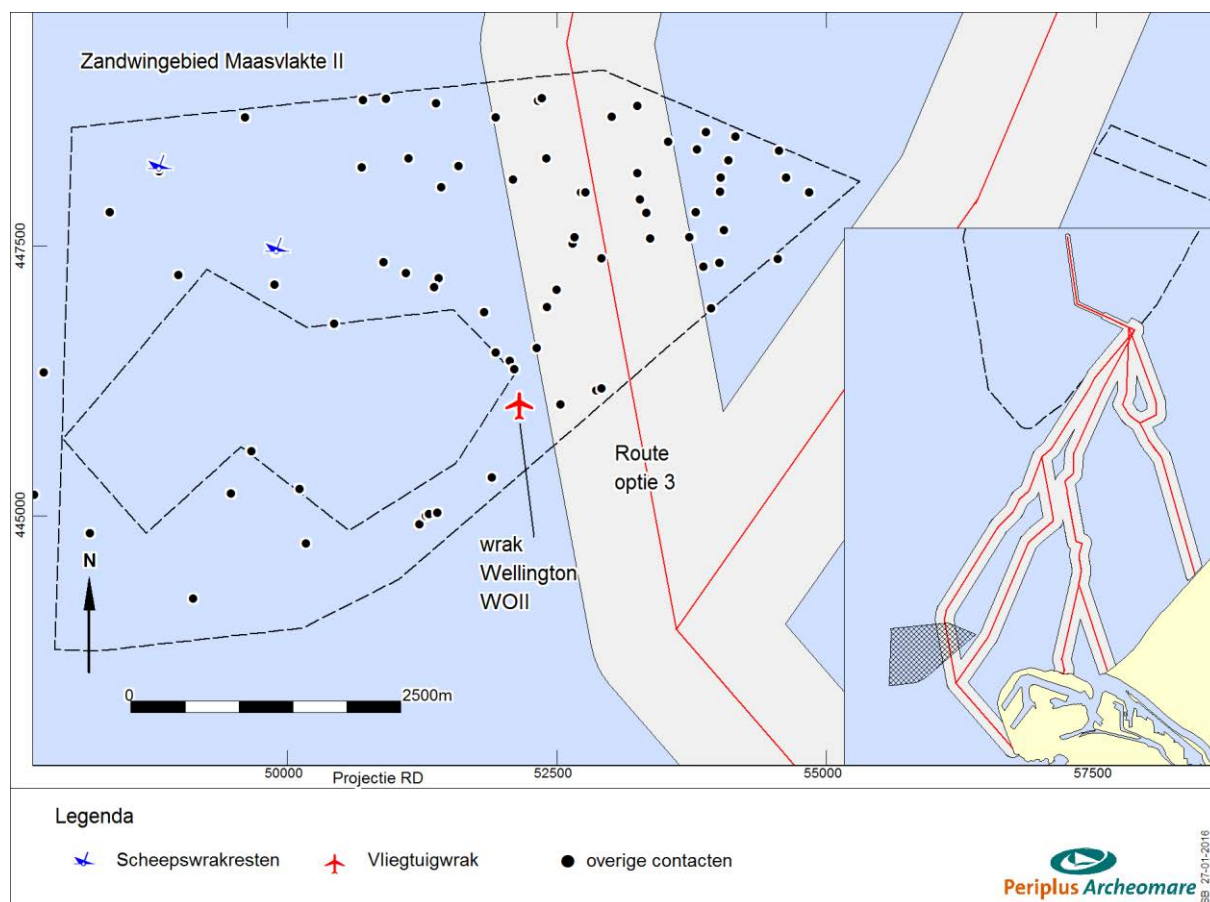 Zandwingebied Maasvlakte II
447500
Route
optie 3
445000
wrak
Wellington
WOII
N
0
2500m
50000
Projectie RD
52500
55000
57500
Legenda
Scheepswrakresten
Vliegtuigwrak
overige contacten
Periplus Archeomare
SB 27-01-2016